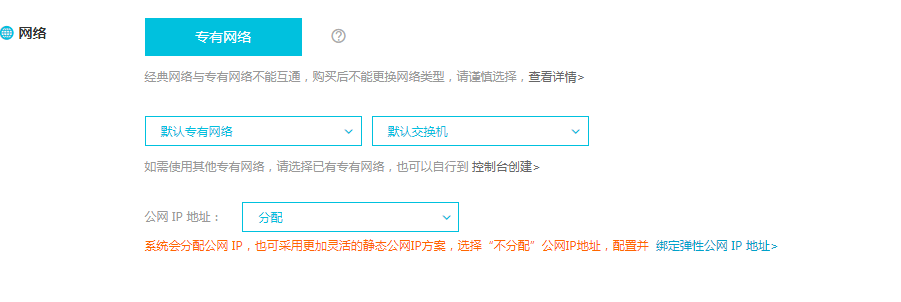 网络
专有网络
经典网络与专有网络不能互通，购买后不能更换网络类型，请谨慎选择，查看详情>
默认专有网络 默认交换机
如需使用其他专有网络，请选择已有专有网络，也可以自行到 控制台创建>
公网 IP 地址： 分配
系统会分配公网 IP，也可采用更加灵活的静态公网IP方案，选择“不分配”公网IP地址，配置并 绑定弹性公网 IP 地址>